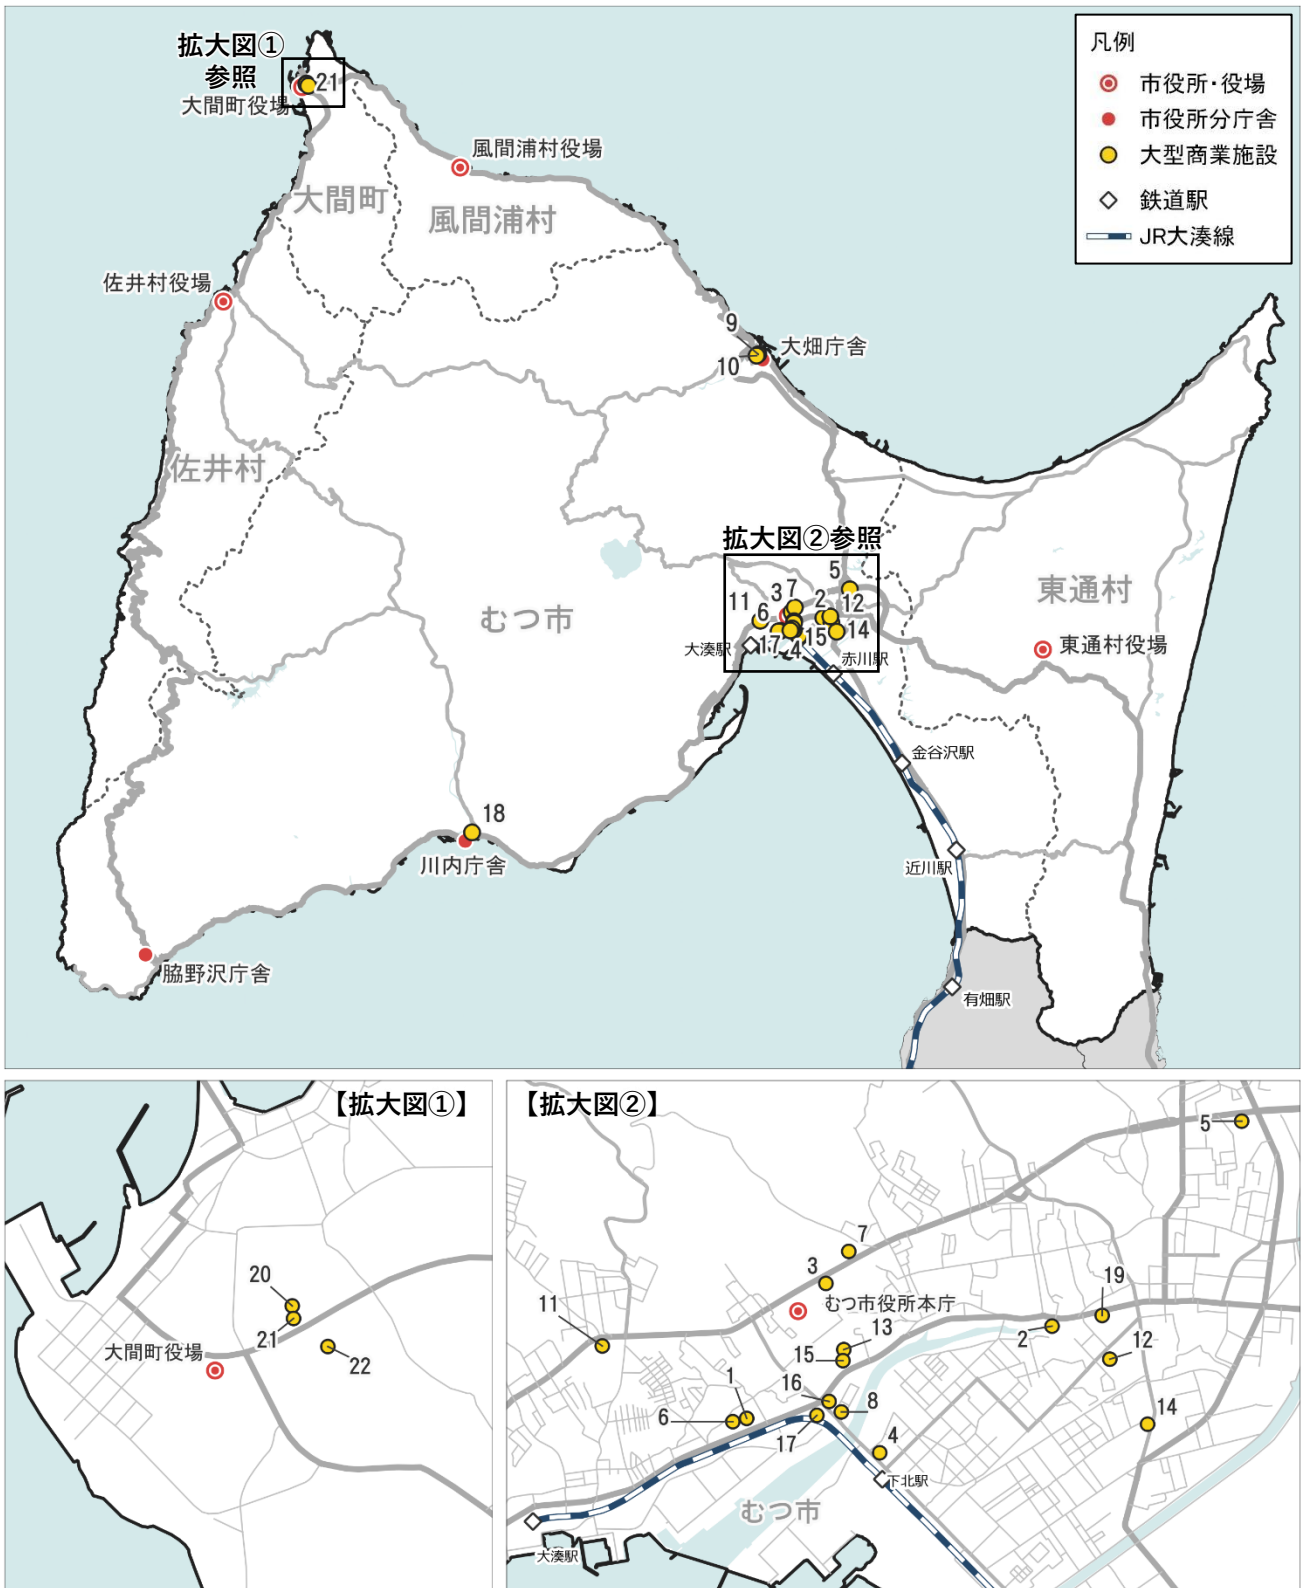 拡大図①
参照
21
大間町役場
風間浦村役場
大間町
風間浦村
佐井村役場
凡例
市役所・役場
市役所分庁舎
大型商業施設
鉄道駅
JR大湊線
9
大畑庁舎
10
佐井村
拡大図②参照
5
3
7
11
6
2
12
17
4
15
14
大湊駅
赤川駅
むつ市
東通村
東通村役場
金谷沢駅
18
川内庁舎
近川駅
脇野沢庁舎
有畑駅
【拡大図①】
20
21
22
大間町役場
【拡大図②】
5
7
3
むつ市役所本庁
11
19
2
13
15
12
1
16
8
6
17
14
4
下北駅
むつ市
大湊駅